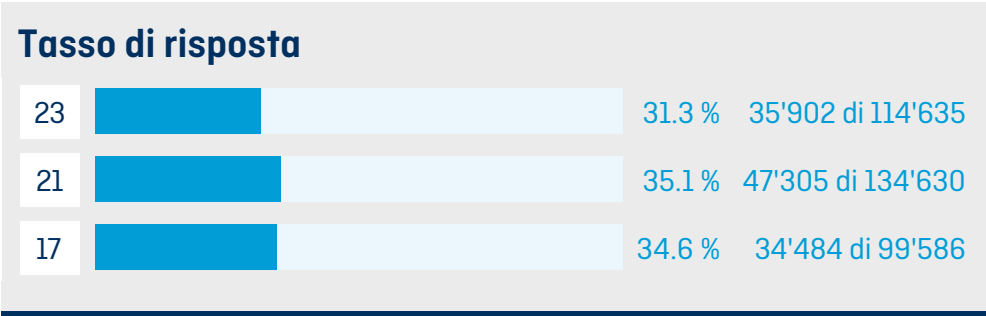 Tasso di risposta
23 31.3 % 35'902 di 114'635
21 35.1 % 47'305 di 134'630
17 34.6 % 34'484 di 99'586